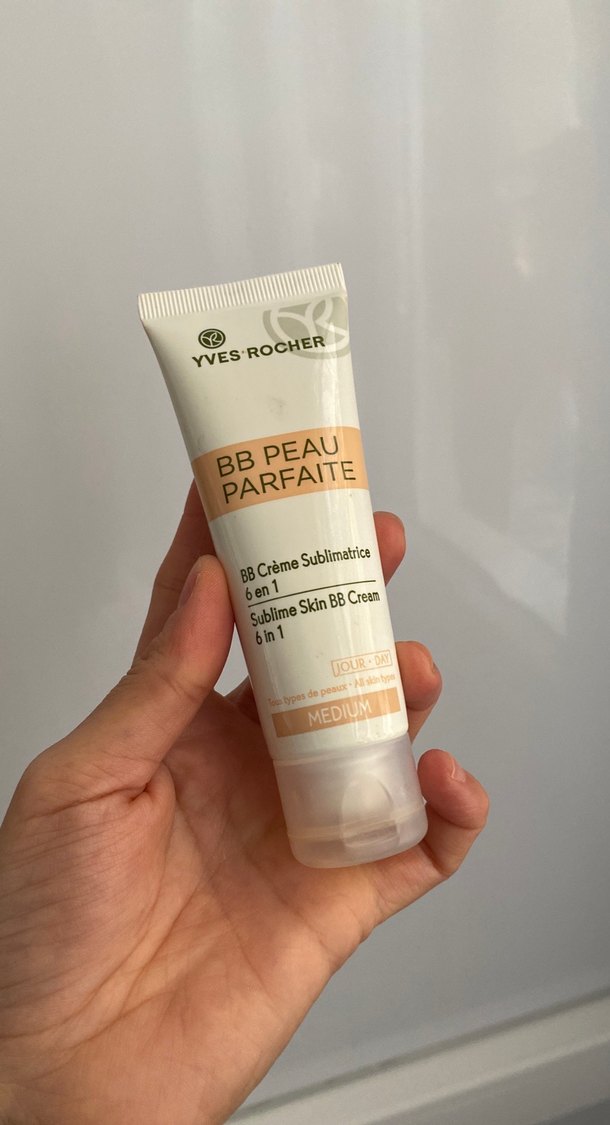 YVES·ROCHER
BB PEAU
PARFAITE
BB Crème Sublimatrice
6 en 1
Sublime Skin BB Cream
6 in 1
JOUR • DAY
Tous types de peaux • All skin types
MEDIUM